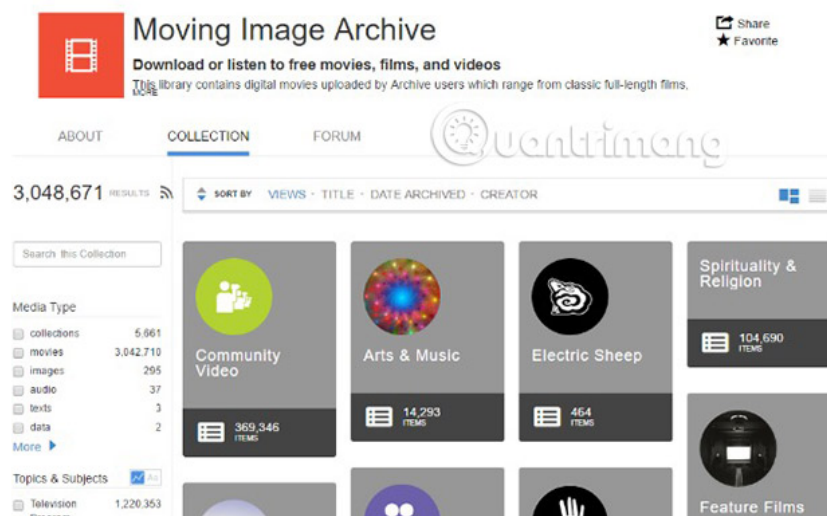 Moving Image Archive
Share
Favorite
Download or listen to free movies, films, and videos
This library contains digital movies uploaded by Archive users which range from classic full-length films,
MORE
ABOUT COLLECTION FORUM
Quantrimang
3,048,671 RESULTS
SORT BY VIEWS · TITLE · DATE ARCHIVED · CREATOR
Search this Collection
Media Type
collections 5,661
movies 3,042,710
images 295
audio 37
texts 3
data 2
More
Topics & Subjects
Television 1,220,353
Community
Video
369,346
ITEMS
Arts & Music
14,293
ITEMS
Electric Sheep
464
ITEMS
Spirituality &
Religion
104,690
ITEMS
Feature Films